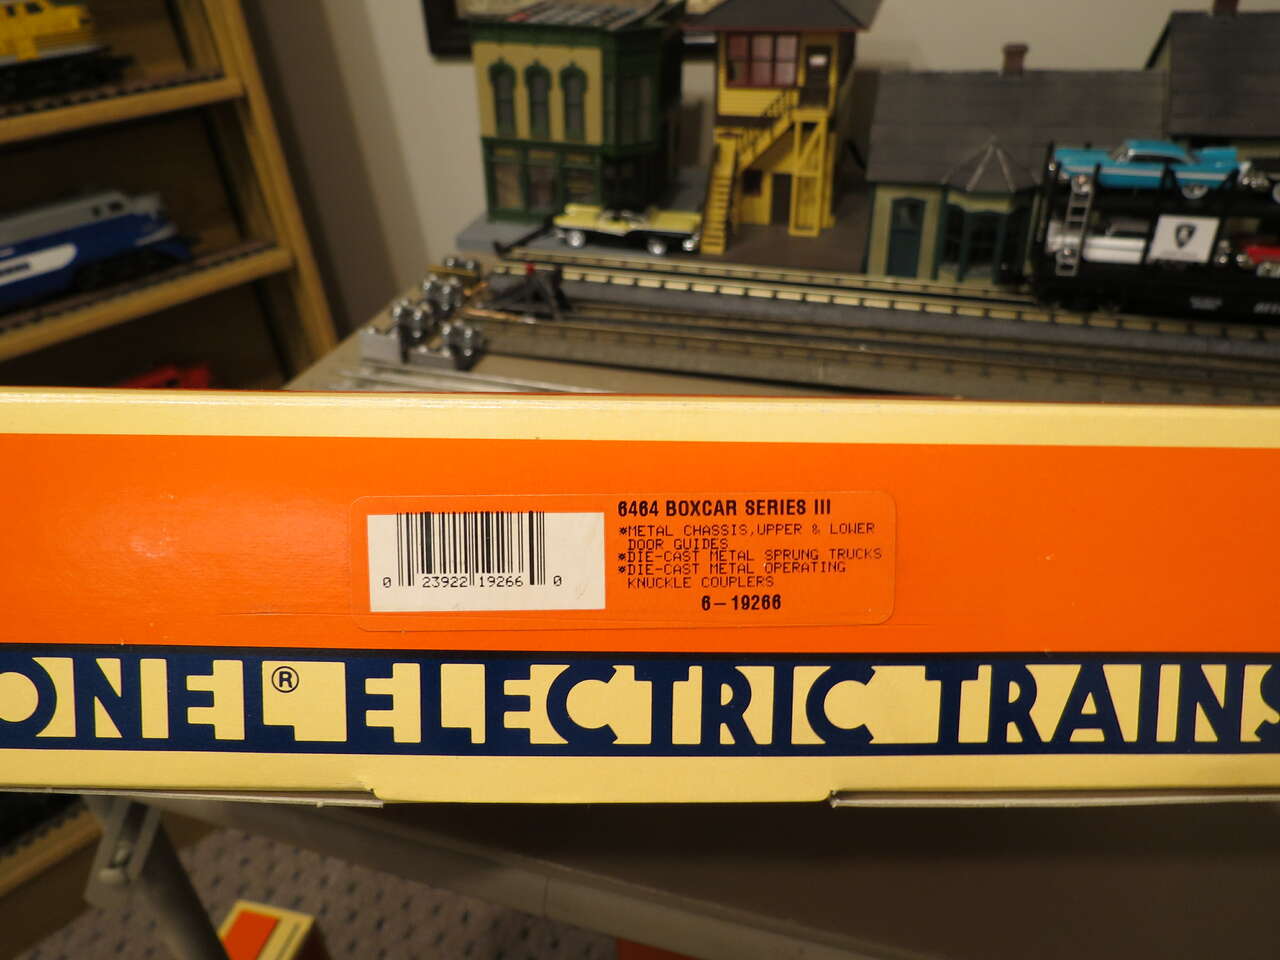 6464 BOXCAR SERIES III
*METAL CHASSIS,UPPER & LOWER
DOOR GUIDES
*DIE-CAST METAL SPRUNG TRUCKS
*DIE-CAST METAL OPERATING
KNUCKLE COUPLERS
6-19266
0 23922 19266 0
ONEL® ELECTRIC TRAINS